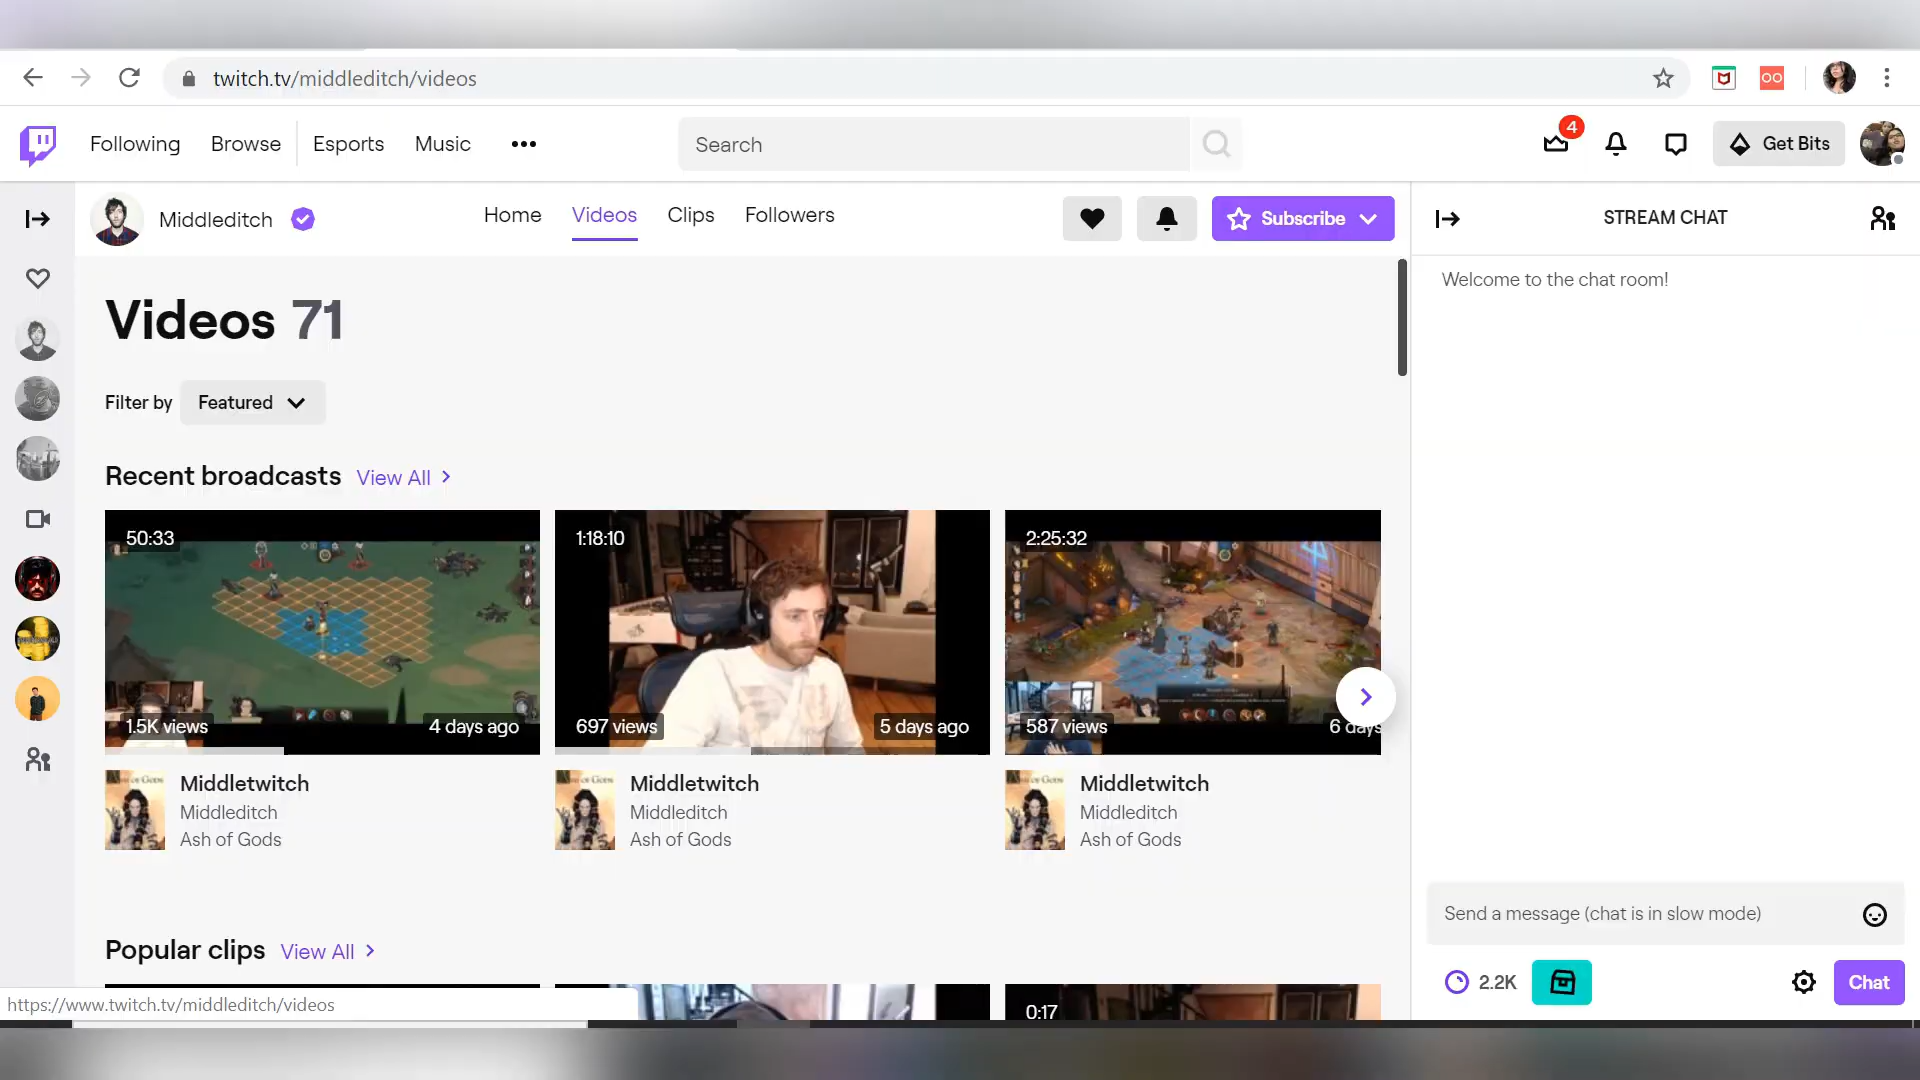 twitch.tv/middleditch/videos
Following Browse Esports Music
Search
4
Get Bits
Middleditch
Home Videos Clips Followers
Subscribe
STREAM CHAT
Welcome to the chat room!
Videos 71
Filter by Featured
Recent broadcasts View All
50:33
1.5K views
4 days ago
1:18:10
697 views
5 days ago
2:25:32
587 views
6 days
Middletwitch
Middleditch
Ash of Gods
Middletwitch
Middleditch
Ash of Gods
Middletwitch
Middleditch
Ash of Gods
Popular clips View All
0:17
Send a message (chat is in slow mode)
2.2K
Chat
https://www.twitch.tv/middleditch/videos